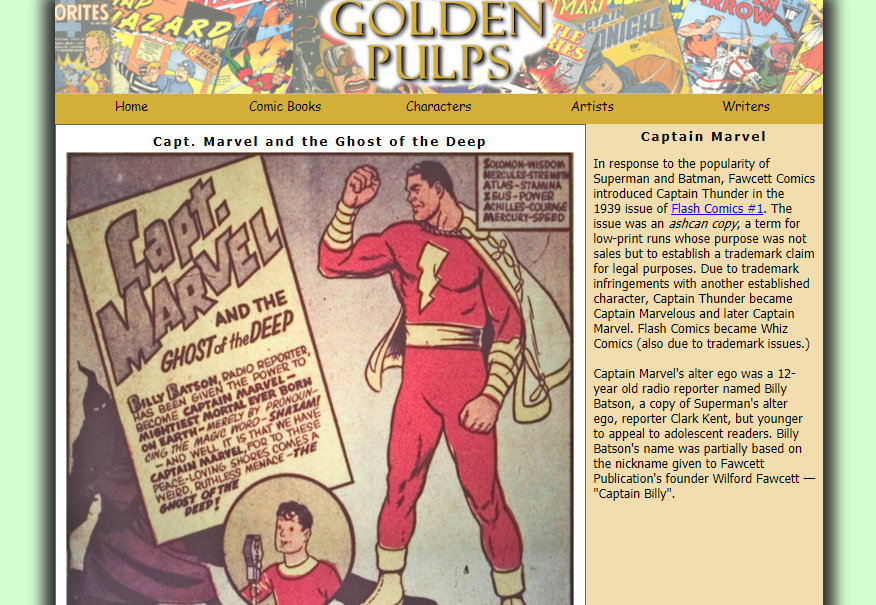 GOLDEN
PULPS
Home Comic Books Characters Artists Writers
Capt. Marvel and the Ghost of the Deep
SOLOMON-WISDOM
HERCULES-STRENGTH
ATLAS-STAMINA
ZEUS-POWER
ACHILLES-COURAGE
MERCURY-SPEED
Capt.
MARVEL
AND THE
GHOST of the DEEP
BILLY BATSON, RADIO REPORTER,
HAS BEEN GIVEN THE POWER TO
BECOME CAPTAIN MARVEL —
MIGHTIEST MORTAL EVER BORN
ON EARTH — MERELY BY PRONOUN-
CING THE MAGIC WORD - SHAZAM!
— AND WELL IT IS THAT WE HAVE
CAPTAIN MARVEL, FOR TO THESE
PEACE-LOVING SHORES COMES A
WEIRD, RUTHLESS MENACE - THE
GHOST OF THE
DEEP!
Captain Marvel
In response to the popularity of
Superman and Batman, Fawcett Comics
introduced Captain Thunder in the
1939 issue of Flash Comics #1. The
issue was an ashcan copy, a term for
low-print runs whose purpose was not
sales but to establish a trademark claim
for legal purposes. Due to trademark
infringements with another established
character, Captain Thunder became
Captain Marvelous and later Captain
Marvel. Flash Comics became Whiz
Comics (also due to trademark issues.)
Captain Marvel's alter ego was a 12-
year old radio reporter named Billy
Batson, a copy of Superman's alter
ego, reporter Clark Kent, but younger
to appeal to adolescent readers. Billy
Batson's name was partially based on
the nickname given to Fawcett
Publication's founder Wilford Fawcett —
"Captain Billy".